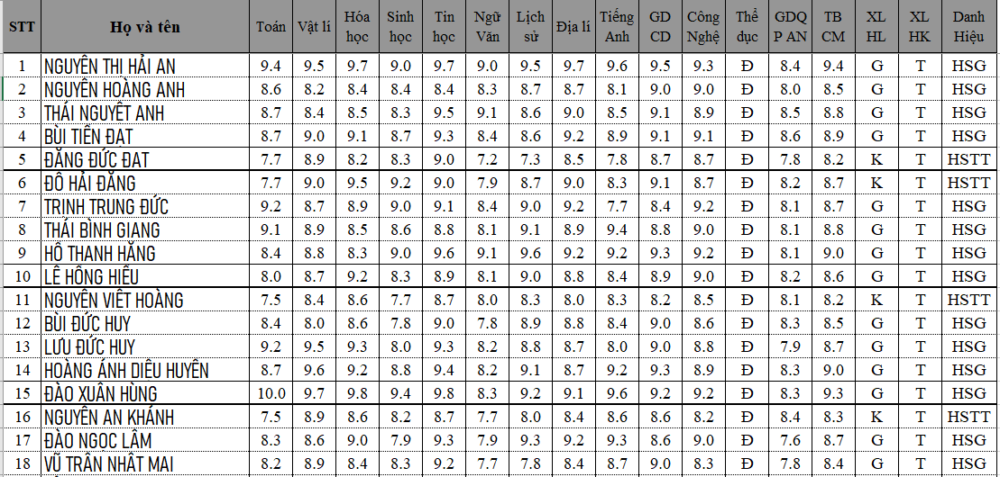 STT Họ và tên Toán Vật lí Hóa học Sinh học Tin học Ngữ Văn Lịch sử Địa lí Tiếng Anh GD CD Công Nghệ Thể dục GDQP AN TB CM XL HL XL HK Danh Hiệu
1 NGUYỄN THỊ HẢI AN 9.4 9.5 9.7 9.0 9.7 9.0 9.5 9.7 9.6 9.5 9.3 Đ 8.4 9.4 G T HSG
2 NGUYỄN HOÀNG ANH 8.6 8.2 8.4 8.4 8.4 8.3 8.7 8.7 8.1 9.0 9.0 Đ 8.0 8.5 G T HSG
3 THÁI NGUYỆT ANH 8.7 8.4 8.5 8.3 9.5 9.1 8.6 9.0 8.5 9.1 8.9 Đ 8.5 8.8 G T HSG
4 BÙI TIẾN ĐẠT 8.7 9.0 9.1 8.7 9.3 8.4 8.6 9.2 8.9 9.1 9.1 Đ 8.6 8.9 G T HSG
5 ĐẶNG ĐỨC ĐẠT 7.7 8.9 8.2 8.3 9.0 7.2 7.3 8.5 7.8 8.7 8.7 Đ 7.8 8.2 K T HSTT
6 ĐỖ HẢI ĐĂNG 7.7 9.0 9.5 9.2 9.0 7.9 8.7 9.0 8.3 9.1 8.7 Đ 8.2 8.7 K T HSTT
7 TRỊNH TRUNG ĐỨC 9.2 8.7 8.9 9.0 9.1 8.4 9.0 9.2 7.7 8.4 9.2 Đ 8.1 8.7 G T HSG
8 THÁI BÌNH GIANG 9.1 8.9 8.5 8.6 8.8 8.1 9.1 8.9 9.4 8.8 9.0 Đ 8.1 8.8 G T HSG
9 HỒ THANH HẰNG 8.4 8.8 8.3 9.0 9.6 9.1 9.6 9.2 9.2 9.3 9.2 Đ 8.1 9.0 G T HSG
10 LÊ HỒNG HIẾU 8.0 8.7 9.2 8.3 8.9 8.1 9.0 8.8 8.4 8.9 9.0 Đ 8.2 8.6 G T HSG
11 NGUYỄN VIẾT HOÀNG 7.5 8.4 8.6 7.7 8.7 8.0 8.3 8.0 8.3 8.2 8.5 Đ 8.1 8.2 K T HSTT
12 BÙI ĐỨC HUY 8.4 8.0 8.6 7.8 9.0 7.8 8.9 8.8 8.4 9.0 8.6 Đ 8.3 8.5 G T HSG
13 LƯU ĐỨC HUY 9.2 9.5 9.3 8.0 9.3 8.2 8.8 8.7 8.0 9.0 8.8 Đ 7.9 8.7 G T HSG
14 HOÀNG ÁNH DIỆU HUYỀN 8.7 9.6 9.2 8.8 9.4 8.2 9.1 8.7 9.2 9.3 8.9 Đ 8.3 9.0 G T HSG
15 ĐÀO XUÂN HÙNG 10.0 9.7 9.8 9.4 9.8 8.3 9.2 9.1 9.6 9.2 9.2 Đ 8.3 9.3 G T HSG
16 NGUYỄN AN KHÁNH 7.5 8.9 8.6 8.2 8.7 7.7 8.0 8.4 8.6 8.6 8.2 Đ 8.4 8.3 K T HSTT
17 ĐÀO NGỌC LÂM 8.3 8.6 9.0 7.9 9.3 7.9 9.3 9.2 9.3 8.6 9.0 Đ 7.6 8.7 G T HSG
18 VŨ TRẦN NHẬT MAI 8.2 8.9 8.4 8.3 9.2 7.7 7.8 8.4 8.7 9.0 8.3 Đ 7.8 8.4 G T HSG